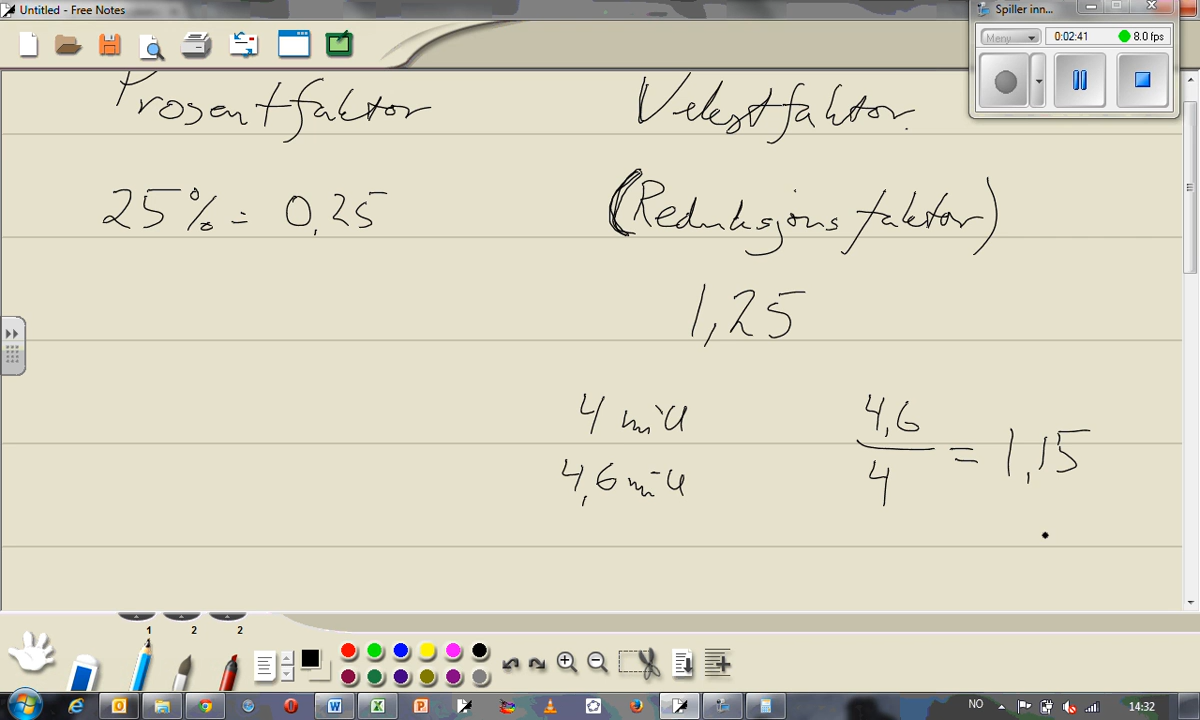 Untitled - Free Notes
Spiller inn...
Meny
0:02:41
8.0 fps
Prosentfaktor
Vekstfaktor.
25% = 0,25
(Reduksjonsfaktor)
1,25
4 mill
4,6 mill
4,6
4
= 1,15
1
2
2
NO
14:32